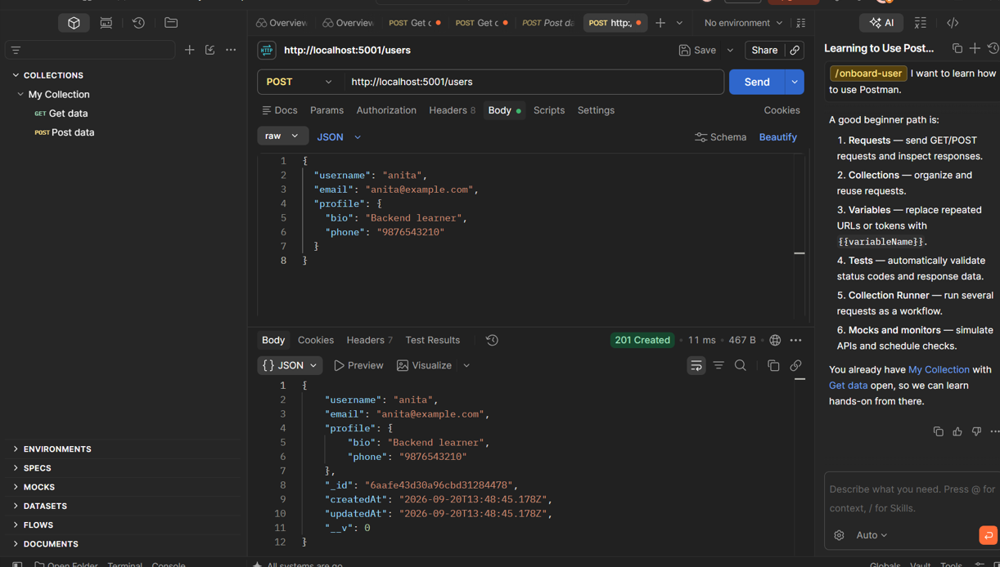 Overview
Overview
POST Get
POST Get
POST Post
POST http:
No environment
AI
COLLECTIONS
My Collection
GET Get data
POST Post data
ENVIRONMENTS
SPECS
MOCKS
DATASETS
FLOWS
DOCUMENTS
HTTP
http://localhost:5001/users
Save
Share
POST
http://localhost:5001/users
Send
Docs
Params
Authorization
Headers 8
Body
Scripts
Settings
Cookies
raw
JSON
Schema
Beautify
1 {
2 "username": "anita",
3 "email": "anita@example.com",
4 "profile": {
5 "bio": "Backend learner",
6 "phone": "9876543210"
7 }
8 }
Body
Cookies
Headers 7
Test Results
201 Created
11 ms
467 B
{} JSON
Preview
Visualize
1 {
2 "username": "anita",
3 "email": "anita@example.com",
4 "profile": {
5 "bio": "Backend learner",
6 "phone": "9876543210"
7 },
8 "_id": "6aafe43d30a96cbd31284478",
9 "createdAt": "2026-09-20T13:48:45.178Z",
10 "updatedAt": "2026-09-20T13:48:45.178Z",
11 "__v": 0
12 }
Learning to Use Post...
/onboard-user I want to learn how
to use Postman.
A good beginner path is:
1. Requests — send GET/POST
requests and inspect responses.
2. Collections — organize and
reuse requests.
3. Variables — replace repeated
URLs or tokens with
{{variableName}}.
4. Tests — automatically validate
status codes and response data.
5. Collection Runner — run several
requests as a workflow.
6. Mocks and monitors — simulate
APIs and schedule checks.
You already have My Collection with
Get data open, so we can learn
hands-on from there.
Describe what you need. Press @ for
context, / for Skills.
Auto
Open Folder
Terminal
Console
All systems are go
Globals
Vault
Tools